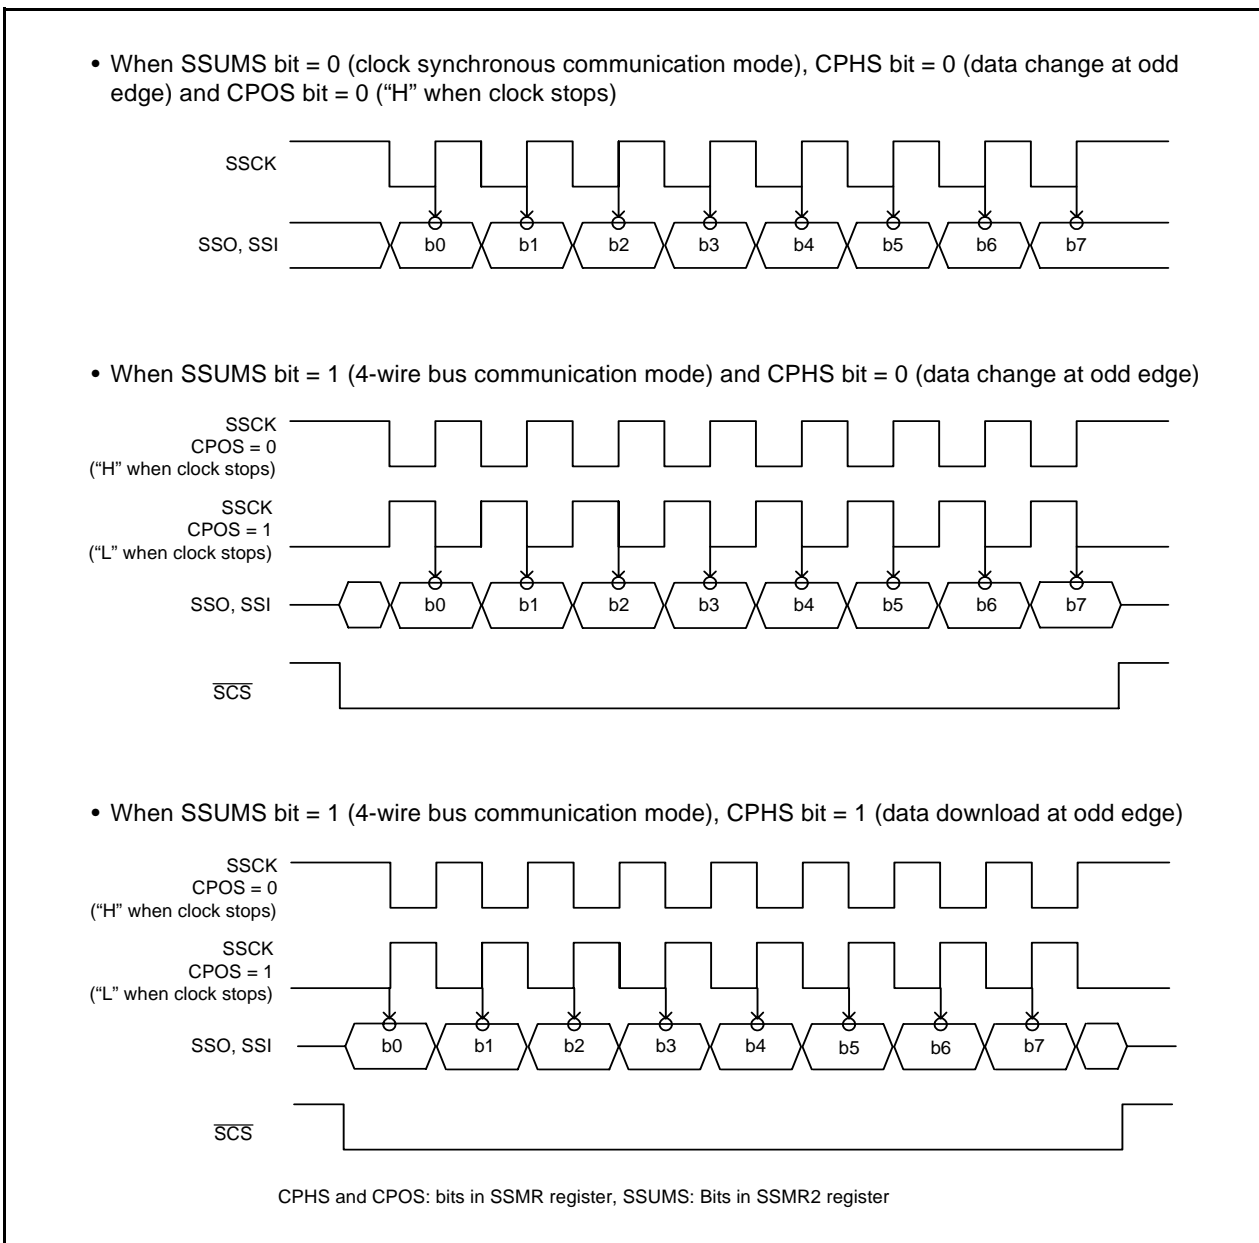 • When SSUMS bit = 0 (clock synchronous communication mode), CPHS bit = 0 (data change at odd
edge) and CPOS bit = 0 (“H” when clock stops)
SSCK
SSO, SSI
b0 b1 b2 b3 b4 b5 b6 b7
• When SSUMS bit = 1 (4-wire bus communication mode) and CPHS bit = 0 (data change at odd edge)
SSCK
CPOS = 0
(“H” when clock stops)
SSCK
CPOS = 1
(“L” when clock stops)
SSO, SSI
b0 b1 b2 b3 b4 b5 b6 b7
SCS
• When SSUMS bit = 1 (4-wire bus communication mode), CPHS bit = 1 (data download at odd edge)
SSCK
CPOS = 0
(“H” when clock stops)
SSCK
CPOS = 1
(“L” when clock stops)
SSO, SSI
b0 b1 b2 b3 b4 b5 b6 b7
SCS
CPHS and CPOS: bits in SSMR register, SSUMS: Bits in SSMR2 register